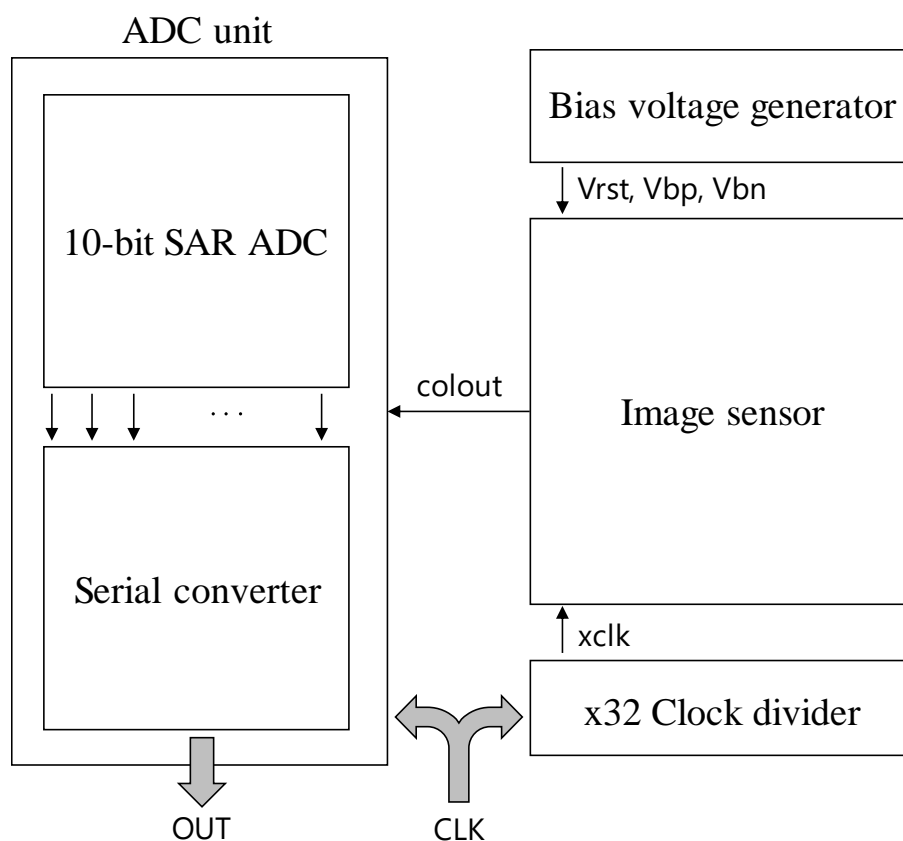 ADC unit
Bias voltage generator
Vrst, Vbp, Vbn
10-bit SAR ADC
colout
Image sensor
. . .
Serial converter
xclk
x32 Clock divider
OUT
CLK